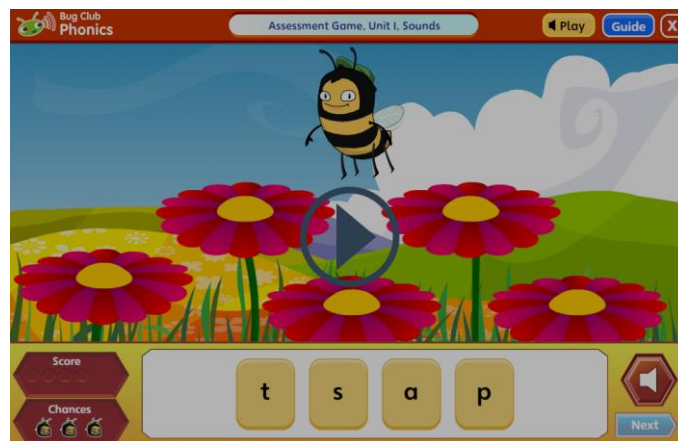 Bug Club
Phonics
Assessment Game, Unit 1, Sounds
Play
Guide
X
Score
t s a p
Chances
Next